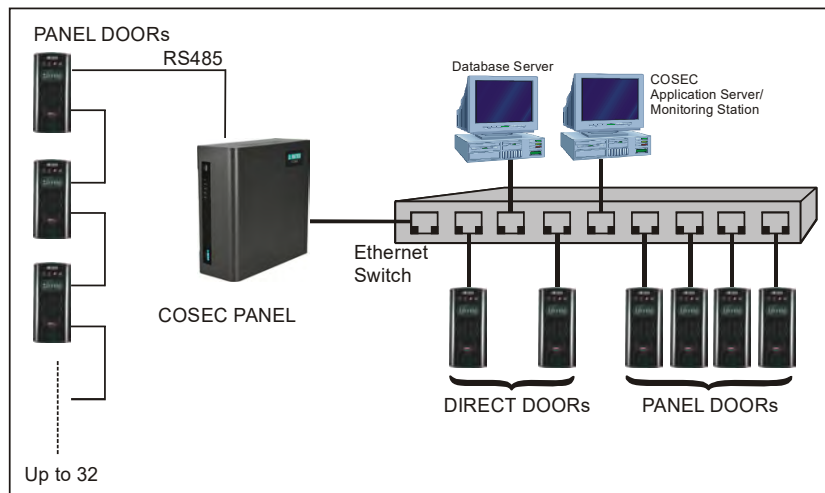 PANEL DOORs
RS485
Database Server
COSEC
Application Server/
Monitoring Station
Ethernet
Switch
COSEC PANEL
DIRECT DOORs
PANEL DOORs
Up to 32